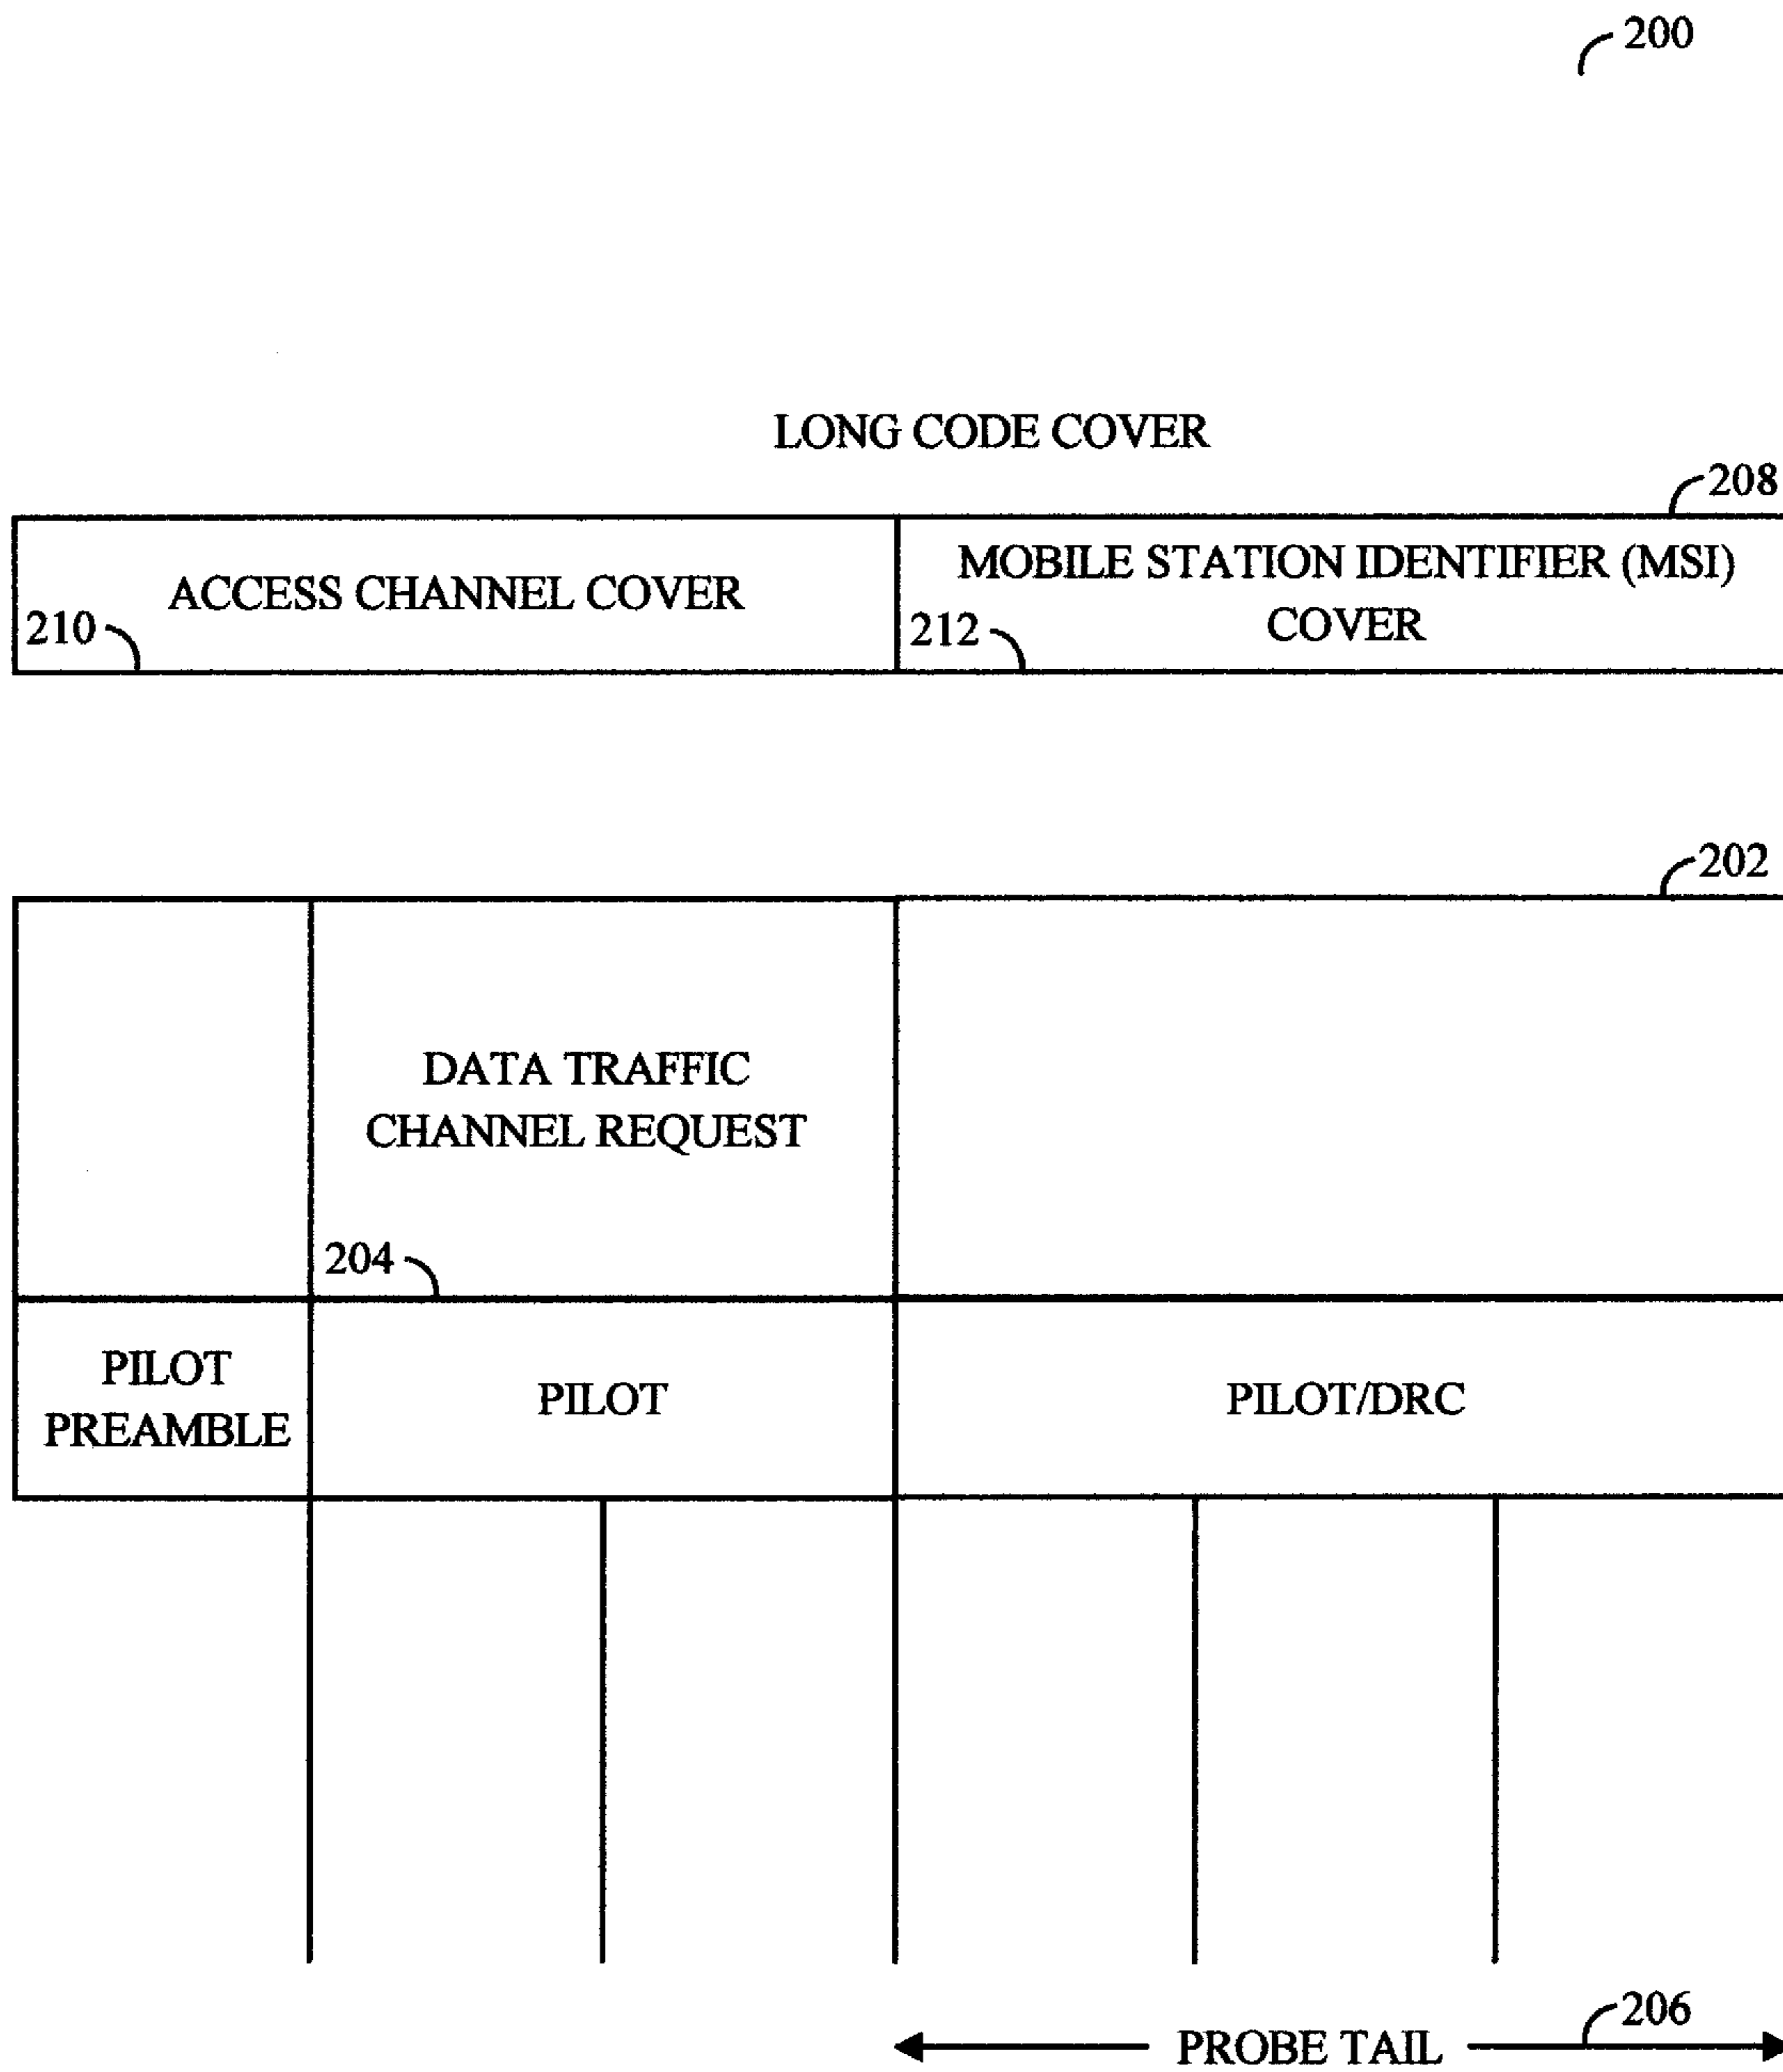 200
LONG CODE COVER
208
ACCESS CHANNEL COVER
210
MOBILE STATION IDENTIFIER (MSI)
COVER
212
202
DATA TRAFFIC
CHANNEL REQUEST
204
PILOT
PREAMBLE
PILOT
PILOT/DRC
206
PROBE TAIL